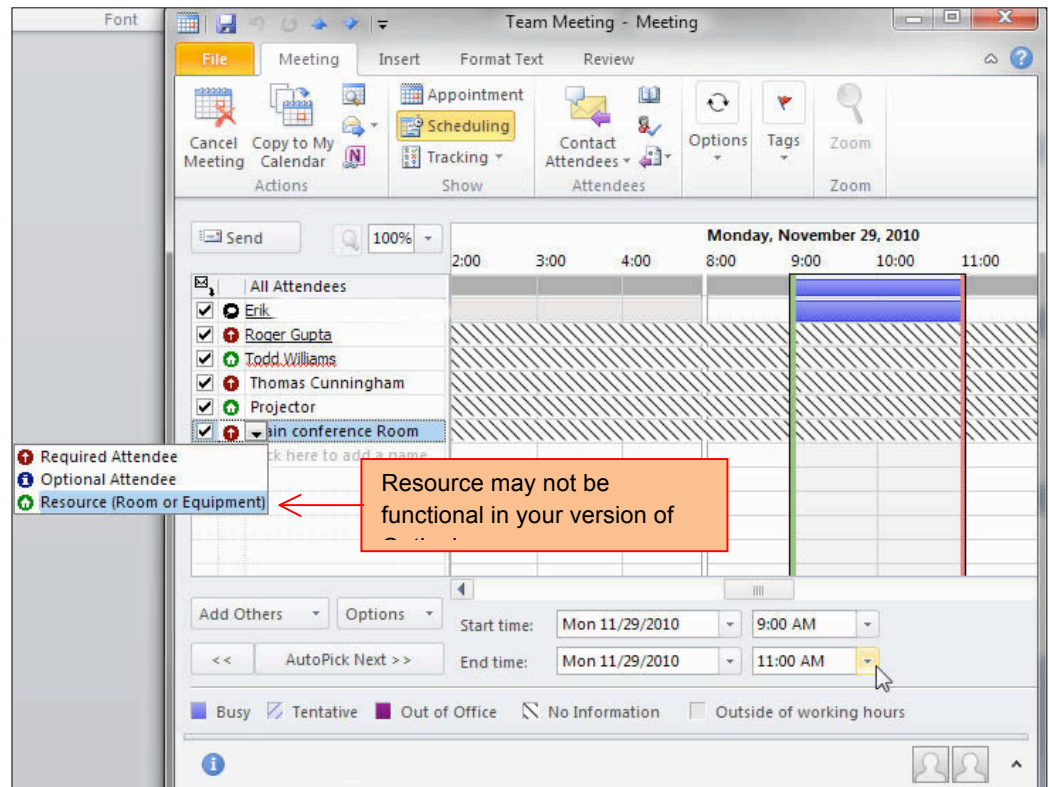 Font
Team Meeting - Meeting
File Meeting Insert Format Text Review
Cancel Meeting
Copy to My Calendar
Actions
Appointment
Scheduling
Tracking
Show
Contact Attendees
Attendees
Options
Tags
Zoom
Zoom
Send
100%
Monday, November 29, 2010
2:00 3:00 4:00 8:00 9:00 10:00 11:00
All Attendees
Erik
Roger Gupta
Todd Williams
Thomas Cunningham
Projector
ain conference Room
ck here to add a name
Required Attendee
Optional Attendee
Resource (Room or Equipment)
Resource may not be
functional in your version of
Add Others Options
Start time: Mon 11/29/2010 9:00 AM
<< AutoPick Next >>
End time: Mon 11/29/2010 11:00 AM
Busy Tentative Out of Office No Information Outside of working hours